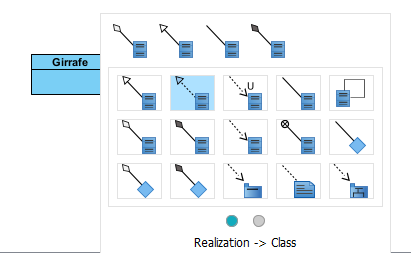 Girrafe
U
Realization -> Class